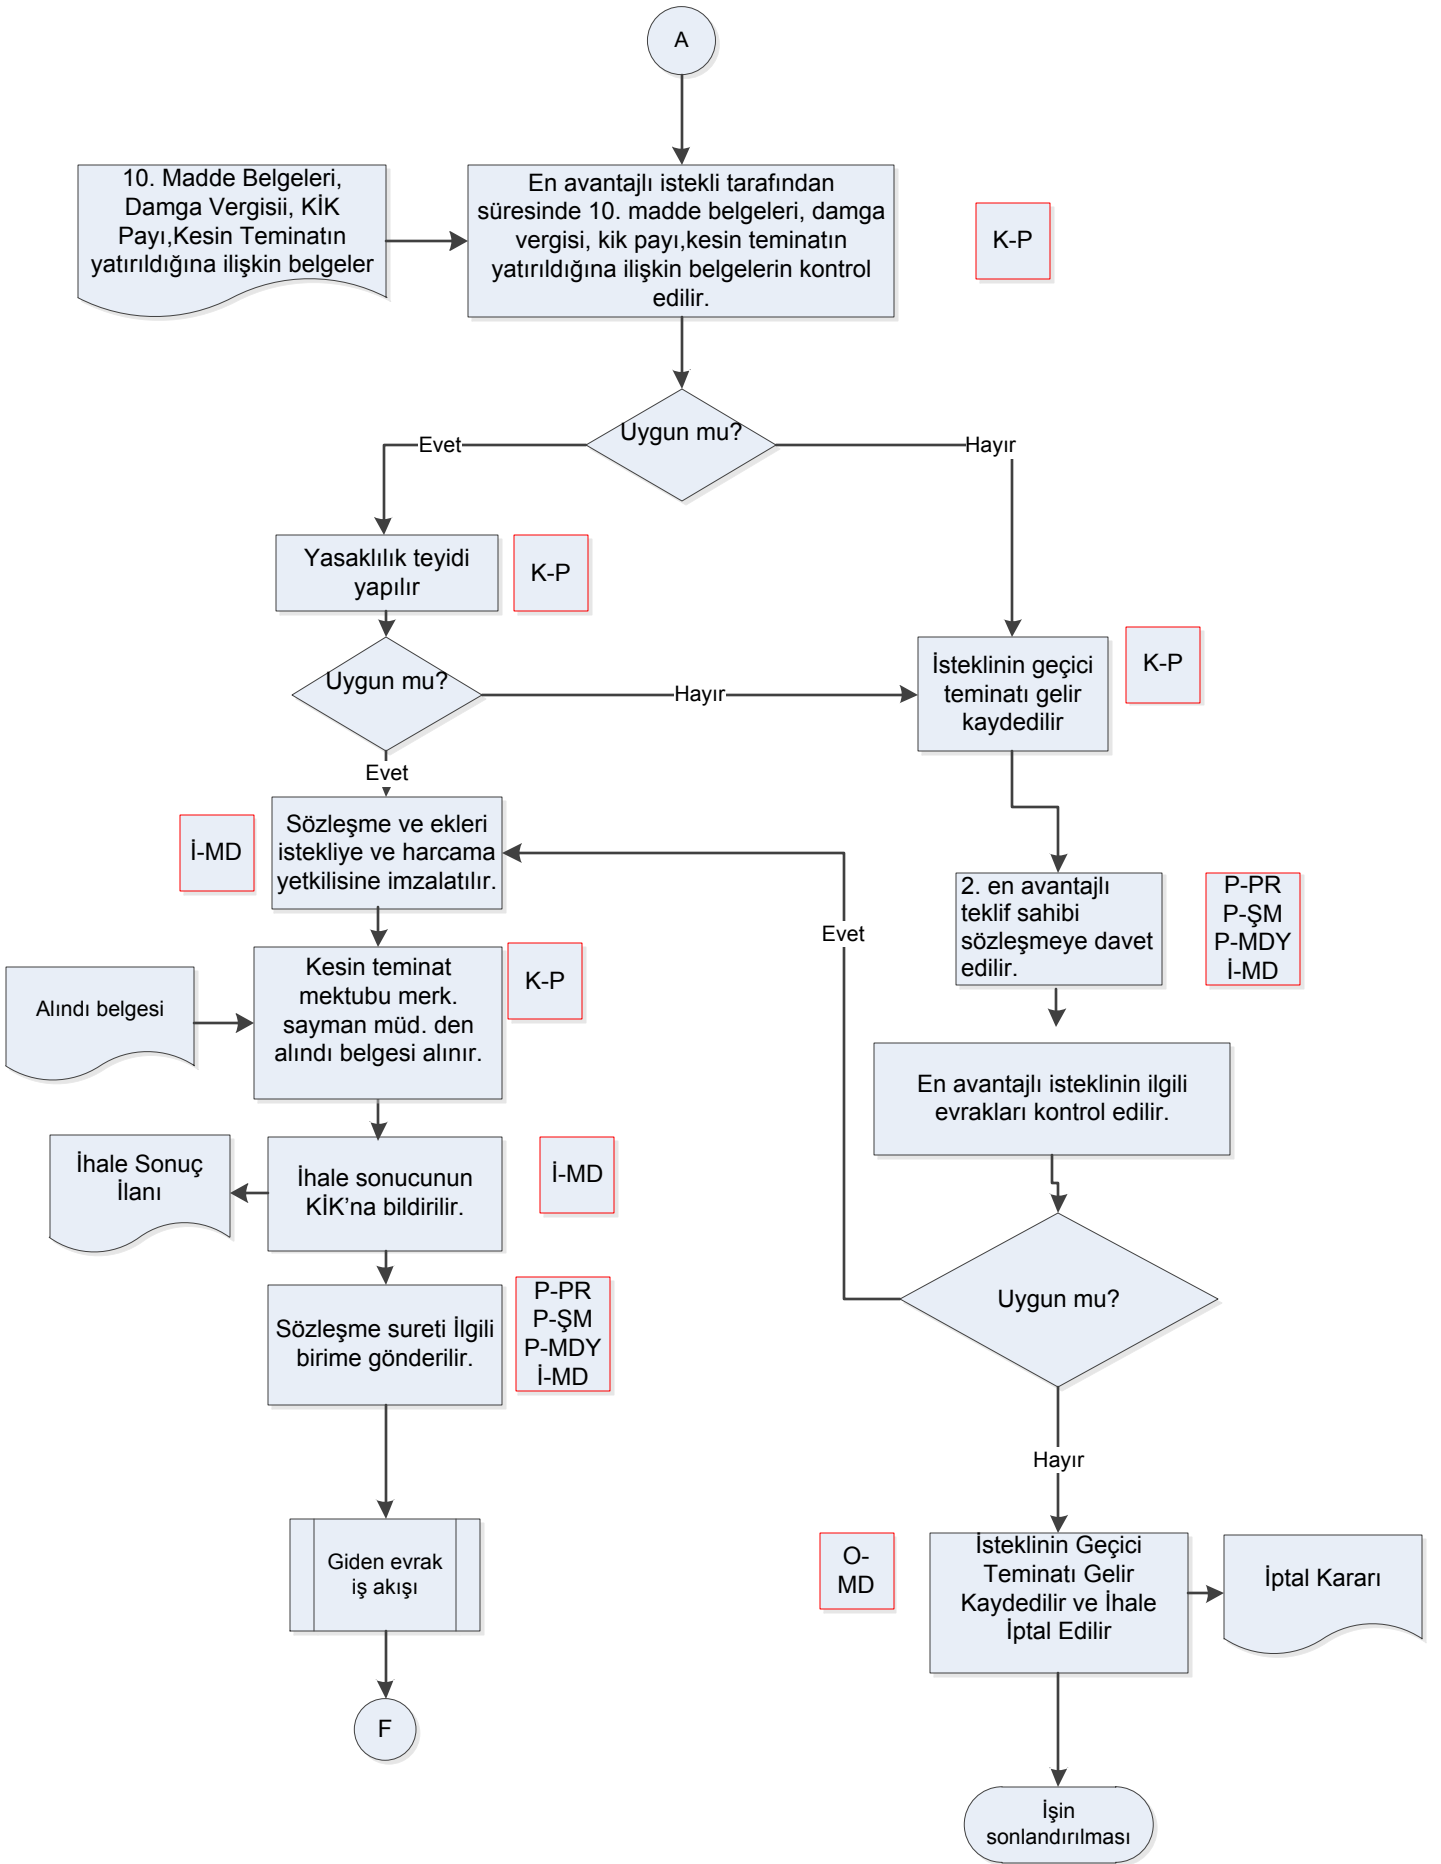 A
10. Madde Belgeleri,
Damga Vergisii, KİK
Payı,Kesin Teminatın
yatırıldığına ilişkin belgeler
En avantajlı istekli tarafından
süresinde 10. madde belgeleri, damga
vergisi, kik payı,kesin teminatın
yatırıldığına ilişkin belgelerin kontrol
edilir.
K-P
Uygun mu?
Evet
Hayır
Yasaklılık teyidi
yapılır
K-P
Uygun mu?
Hayır
İsteklinin geçici
teminatı gelir
kaydedilir
K-P
Evet
İ-MD
Sözleşme ve ekleri
istekliye ve harcama
yetkilisine imzalatılır.
2. en avantajlı
teklif sahibi
sözleşmeye davet
edilir.
P-PR
P-ŞM
P-MDY
İ-MD
Evet
Alındı belgesi
Kesin teminat
mektubu merk.
sayman müd. den
alındı belgesi alınır.
K-P
En avantajlı isteklinin ilgili
evrakları kontrol edilir.
İhale Sonuç
İlanı
İhale sonucunun
KİK’na bildirilir.
İ-MD
Uygun mu?
Sözleşme sureti İlgili
birime gönderilir.
P-PR
P-ŞM
P-MDY
İ-MD
Hayır
Giden evrak
iş akışı
O-
MD
İsteklinin Geçici
Teminatı Gelir
Kaydedilir ve İhale
İptal Edilir
İptal Kararı
F
İşin
sonlandırılması